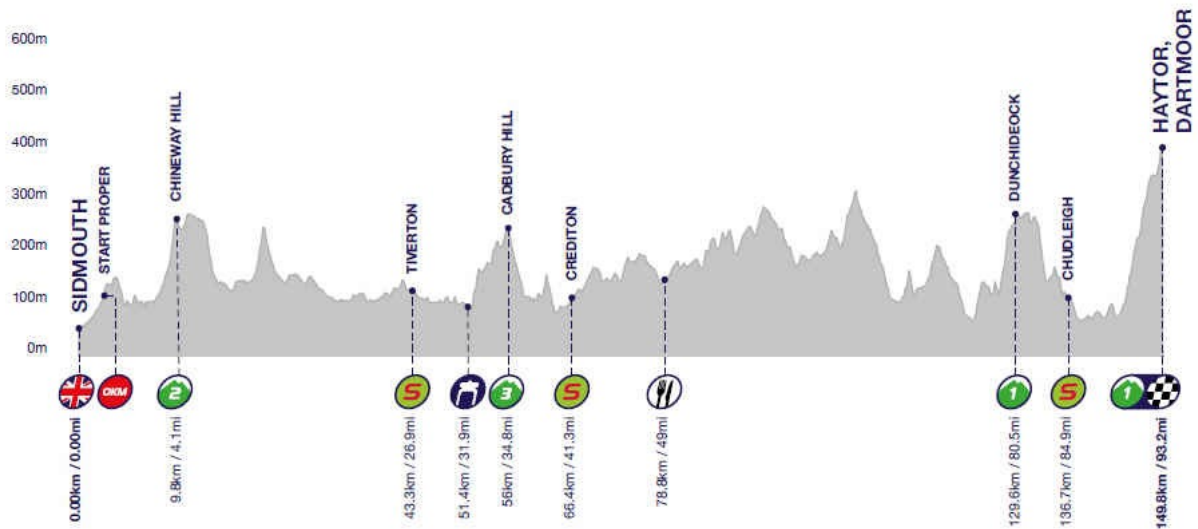 600m
500m
400m
300m
200m
100m
0m
SIDMOUTH
START PROPER
CHINEWAY HILL
TIVERTON
CADBURY HILL
CREDITON
DUNCHIDEOCK
CHUDLEIGH
HAYTOR,
DARTMOOR
0KM
2
S
3
S
1
S
1
0.00km / 0.00mi
9.8km / 4.1mi
43.3km / 26.9mi
51.4km / 31.9mi
56km / 34.8mi
66.4km / 41.3mi
78.8km / 49mi
129.6km / 80.5mi
136.7km / 84.9mi
149.8km / 93.2mi